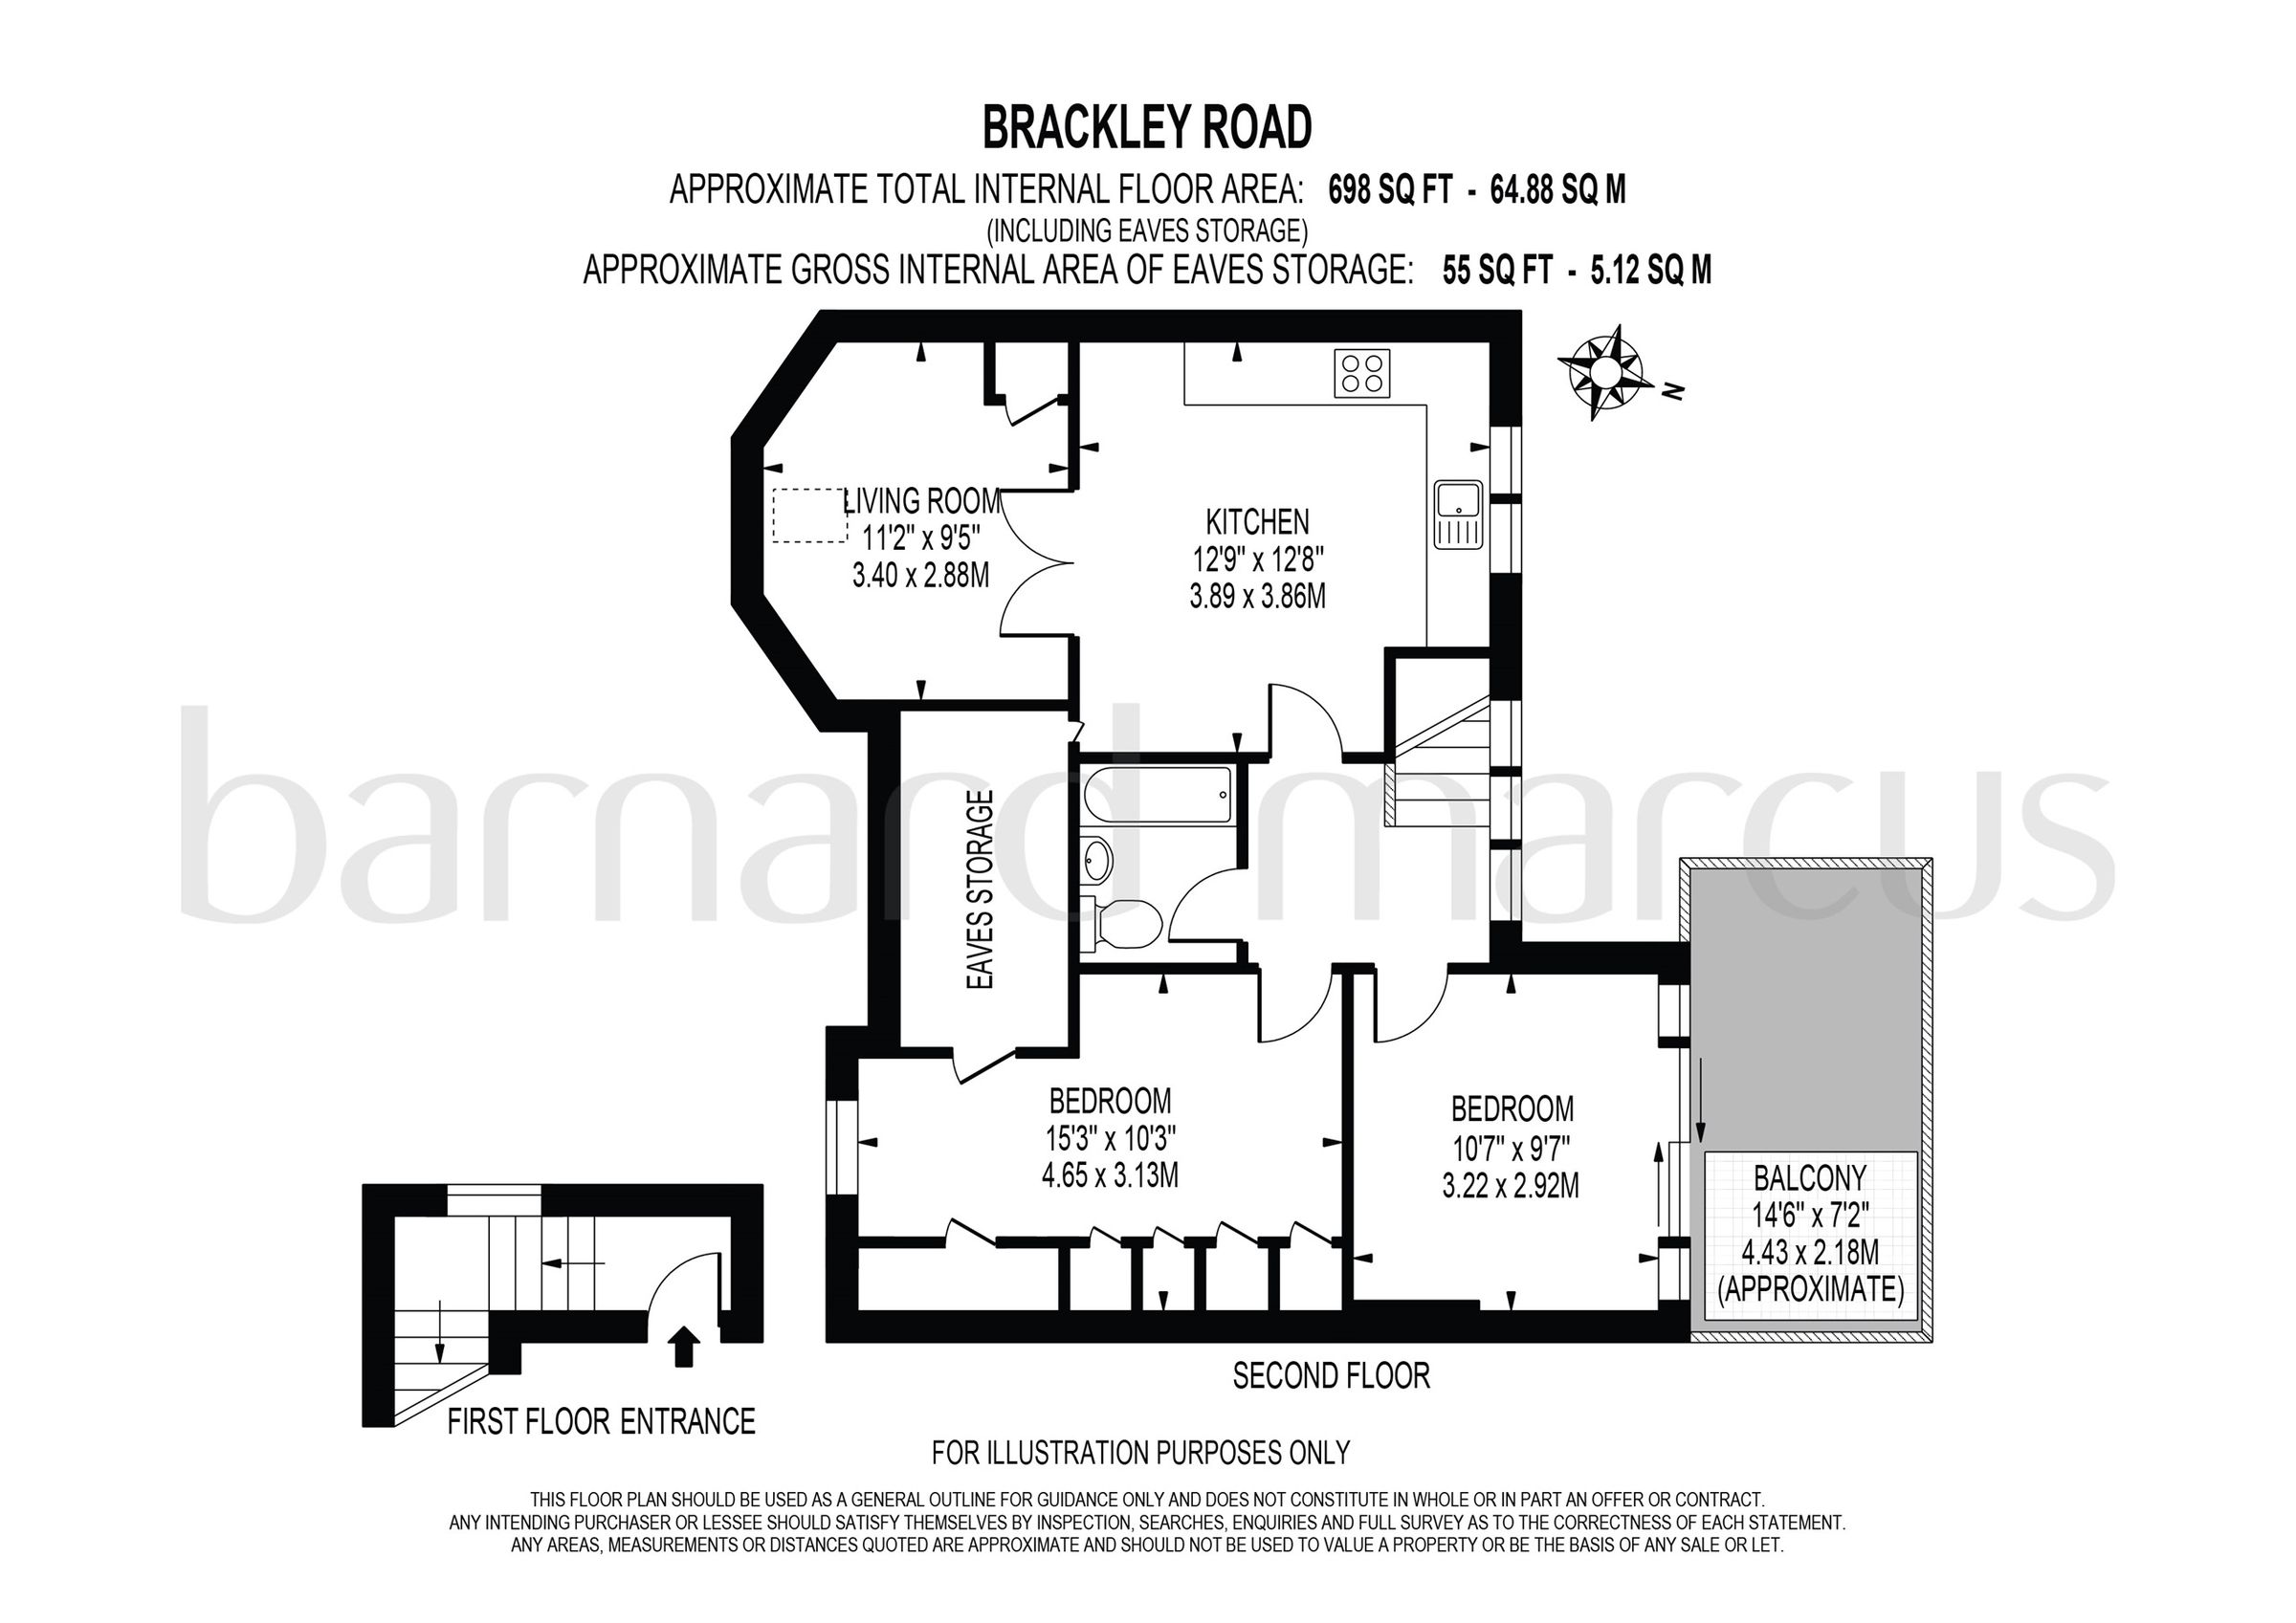 BRACKLEY ROAD
APPROXIMATE TOTAL INTERNAL FLOOR AREA: 698 SQ FT - 64.88 SQ M
(INCLUDING EAVES STORAGE)
APPROXIMATE GROSS INTERNAL AREA OF EAVES STORAGE: 55 SQ FT - 5.12 SQ M
N
LIVING ROOM
11'2" x 9'5"
3.40 x 2.88M
KITCHEN
12'9" x 12'8"
3.89 x 3.86M
barnard marcus
EAVES STORAGE
BEDROOM
15'3" x 10'3"
4.65 x 3.13M
BEDROOM
10'7" x 9'7"
3.22 x 2.92M
BALCONY
14'6" x 7'2"
4.43 x 2.18M
(APPROXIMATE)
SECOND FLOOR
FIRST FLOOR ENTRANCE
FOR ILLUSTRATION PURPOSES ONLY
THIS FLOOR PLAN SHOULD BE USED AS A GENERAL OUTLINE FOR GUIDANCE ONLY AND DOES NOT CONSTITUTE IN WHOLE OR IN PART AN OFFER OR CONTRACT.
ANY INTENDING PURCHASER OR LESSEE SHOULD SATISFY THEMSELVES BY INSPECTION, SEARCHES, ENQUIRIES AND FULL SURVEY AS TO THE CORRECTNESS OF EACH STATEMENT.
ANY AREAS, MEASUREMENTS OR DISTANCES QUOTED ARE APPROXIMATE AND SHOULD NOT BE USED TO VALUE A PROPERTY OR BE THE BASIS OF ANY SALE OR LET.